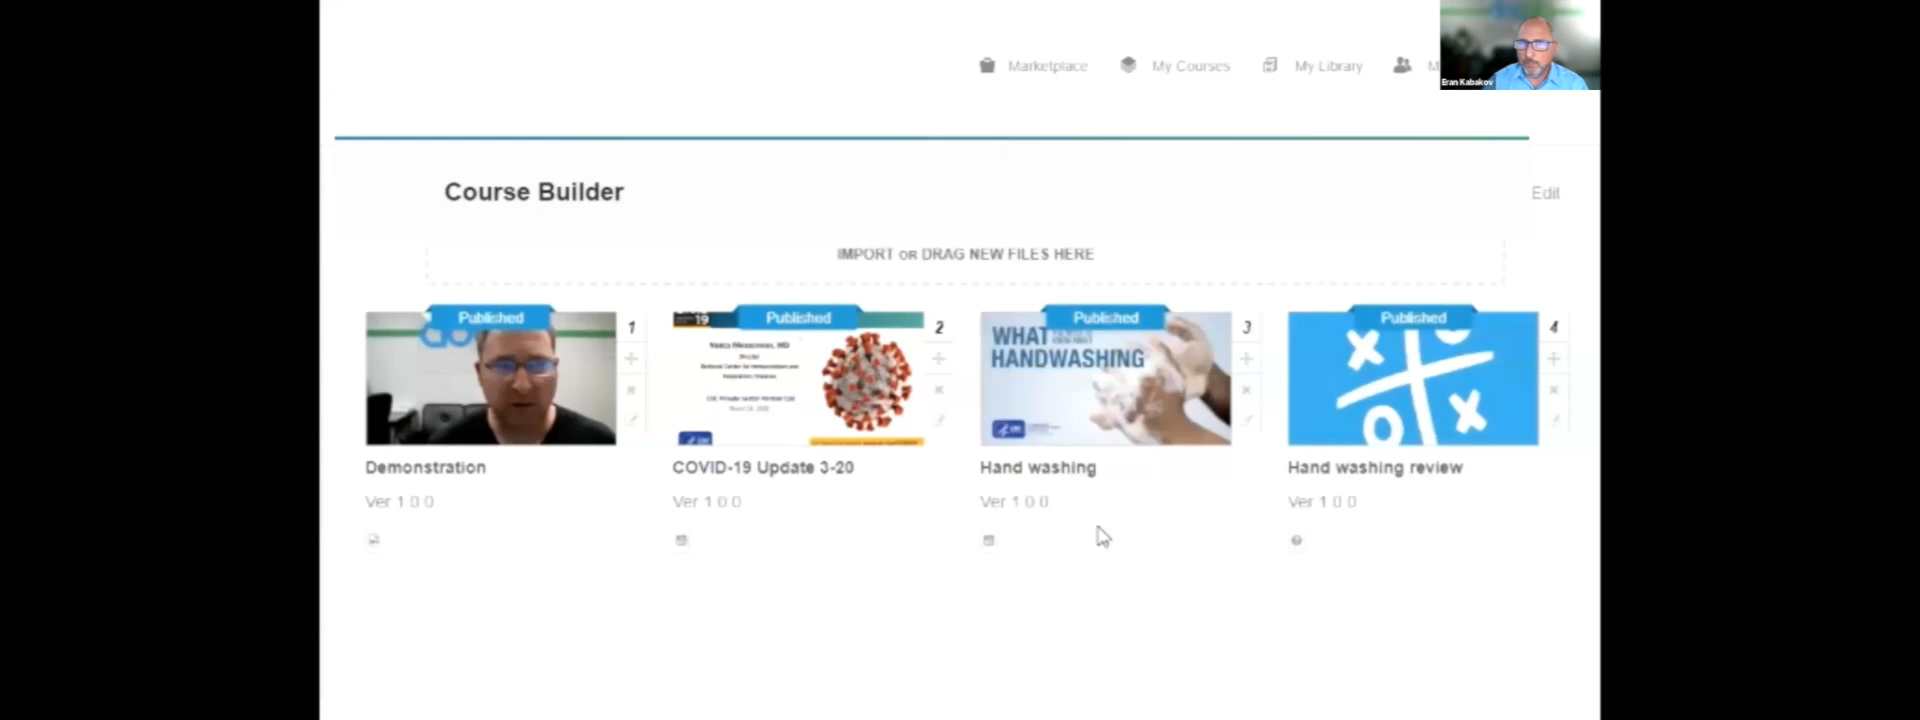 Marketplace
My Courses
My Library
M
Eran Kabakov
Course Builder
Edit
IMPORT OR DRAG NEW FILES HERE
Published
1
Published
2
Published
3
Published
4
19
WHAT
HANDWASHING
Demonstration
COVID-19 Update 3-20
Hand washing
Hand washing review
Ver 1 0 0
Ver 1 0 0
Ver 1 0 0
Ver 1 0 0